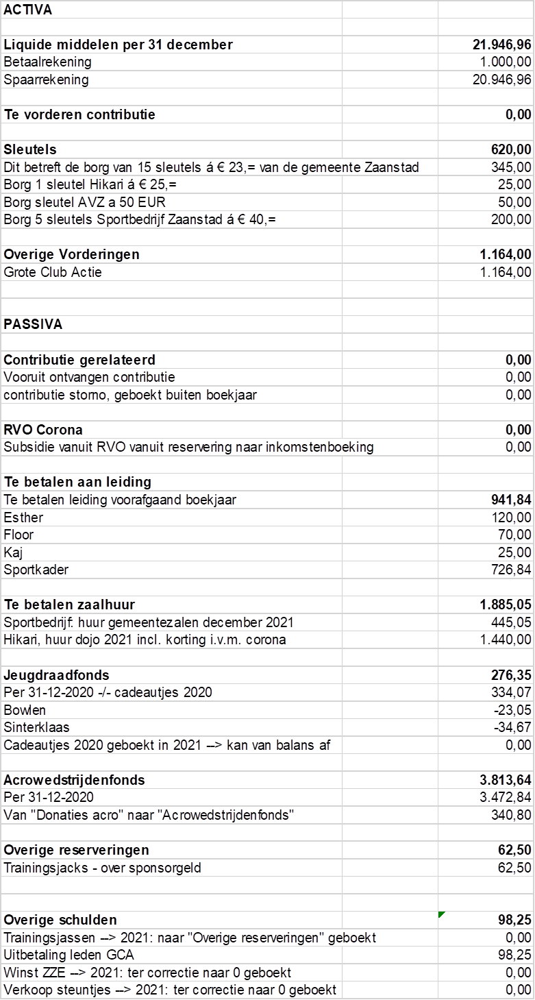 ACTIVA
Liquide middelen per 31 december 21.946,96
Betaalrekening 1.000,00
Spaarrekening 20.946,96
Te vorderen contributie 0,00
Sleutels 620,00
Dit betreft de borg van 15 sleutels á € 23,= van de gemeente Zaanstad 345,00
Borg 1 sleutel Hikari á € 25,= 25,00
Borg sleutel AVZ a 50 EUR 50,00
Borg 5 sleutels Sportbedrijf Zaanstad á € 40,= 200,00
Overige Vorderingen 1.164,00
Grote Club Actie 1.164,00
PASSIVA
Contributie gerelateerd 0,00
Vooruit ontvangen contributie 0,00
contributie storno, geboekt buiten boekjaar 0,00
RVO Corona 0,00
Subsidie vanuit RVO vanuit reservering naar inkomstenboeking 0,00
Te betalen aan leiding
Te betalen leiding voorafgaand boekjaar 941,84
Esther 120,00
Floor 70,00
Kaj 25,00
Sportkader 726,84
Te betalen zaalhuur 1.885,05
Sportbedrijf: huur gemeentezalen december 2021 445,05
Hikari, huur dojo 2021 incl. korting i.v.m. corona 1.440,00
Jeugdraadfonds 276,35
Per 31-12-2020 -/- cadeautjes 2020 334,07
Bowlen -23,05
Sinterklaas -34,67
Cadeautjes 2020 geboekt in 2021 --> kan van balans af 0,00
Acrowedstrijdenfonds 3.813,64
Per 31-12-2020 3.472,84
Van "Donaties acro" naar "Acrowedstrijdenfonds" 340,80
Overige reserveringen 62,50
Trainingsjacks - over sponsorgeld 62,50
Overige schulden 98,25
Trainingsjassen --> 2021: naar "Overige reserveringen" geboekt 0,00
Uitbetaling leden GCA 98,25
Winst ZZE --> 2021: ter correctie naar 0 geboekt 0,00
Verkoop steuntjes --> 2021: ter correctie naar 0 geboekt 0,00